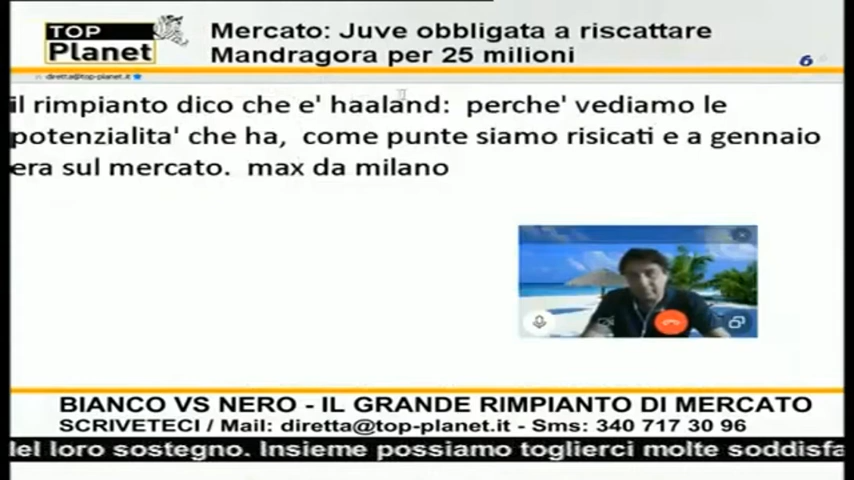 TOP
Planet
Mercato: Juve obbligata a riscattare
Mandragora per 25 milioni
6
diretta@top-planet.it
il rimpianto dico che e' haaland: perche' vediamo le
potenzialita' che ha, come punte siamo risicati e a gennaio
era sul mercato. max da milano
BIANCO VS NERO - IL GRANDE RIMPIANTO DI MERCATO
SCRIVETECI / Mail: diretta@top-planet.it - Sms: 340 717 30 96
del loro sostegno. Insieme possiamo toglierci molte soddisfa